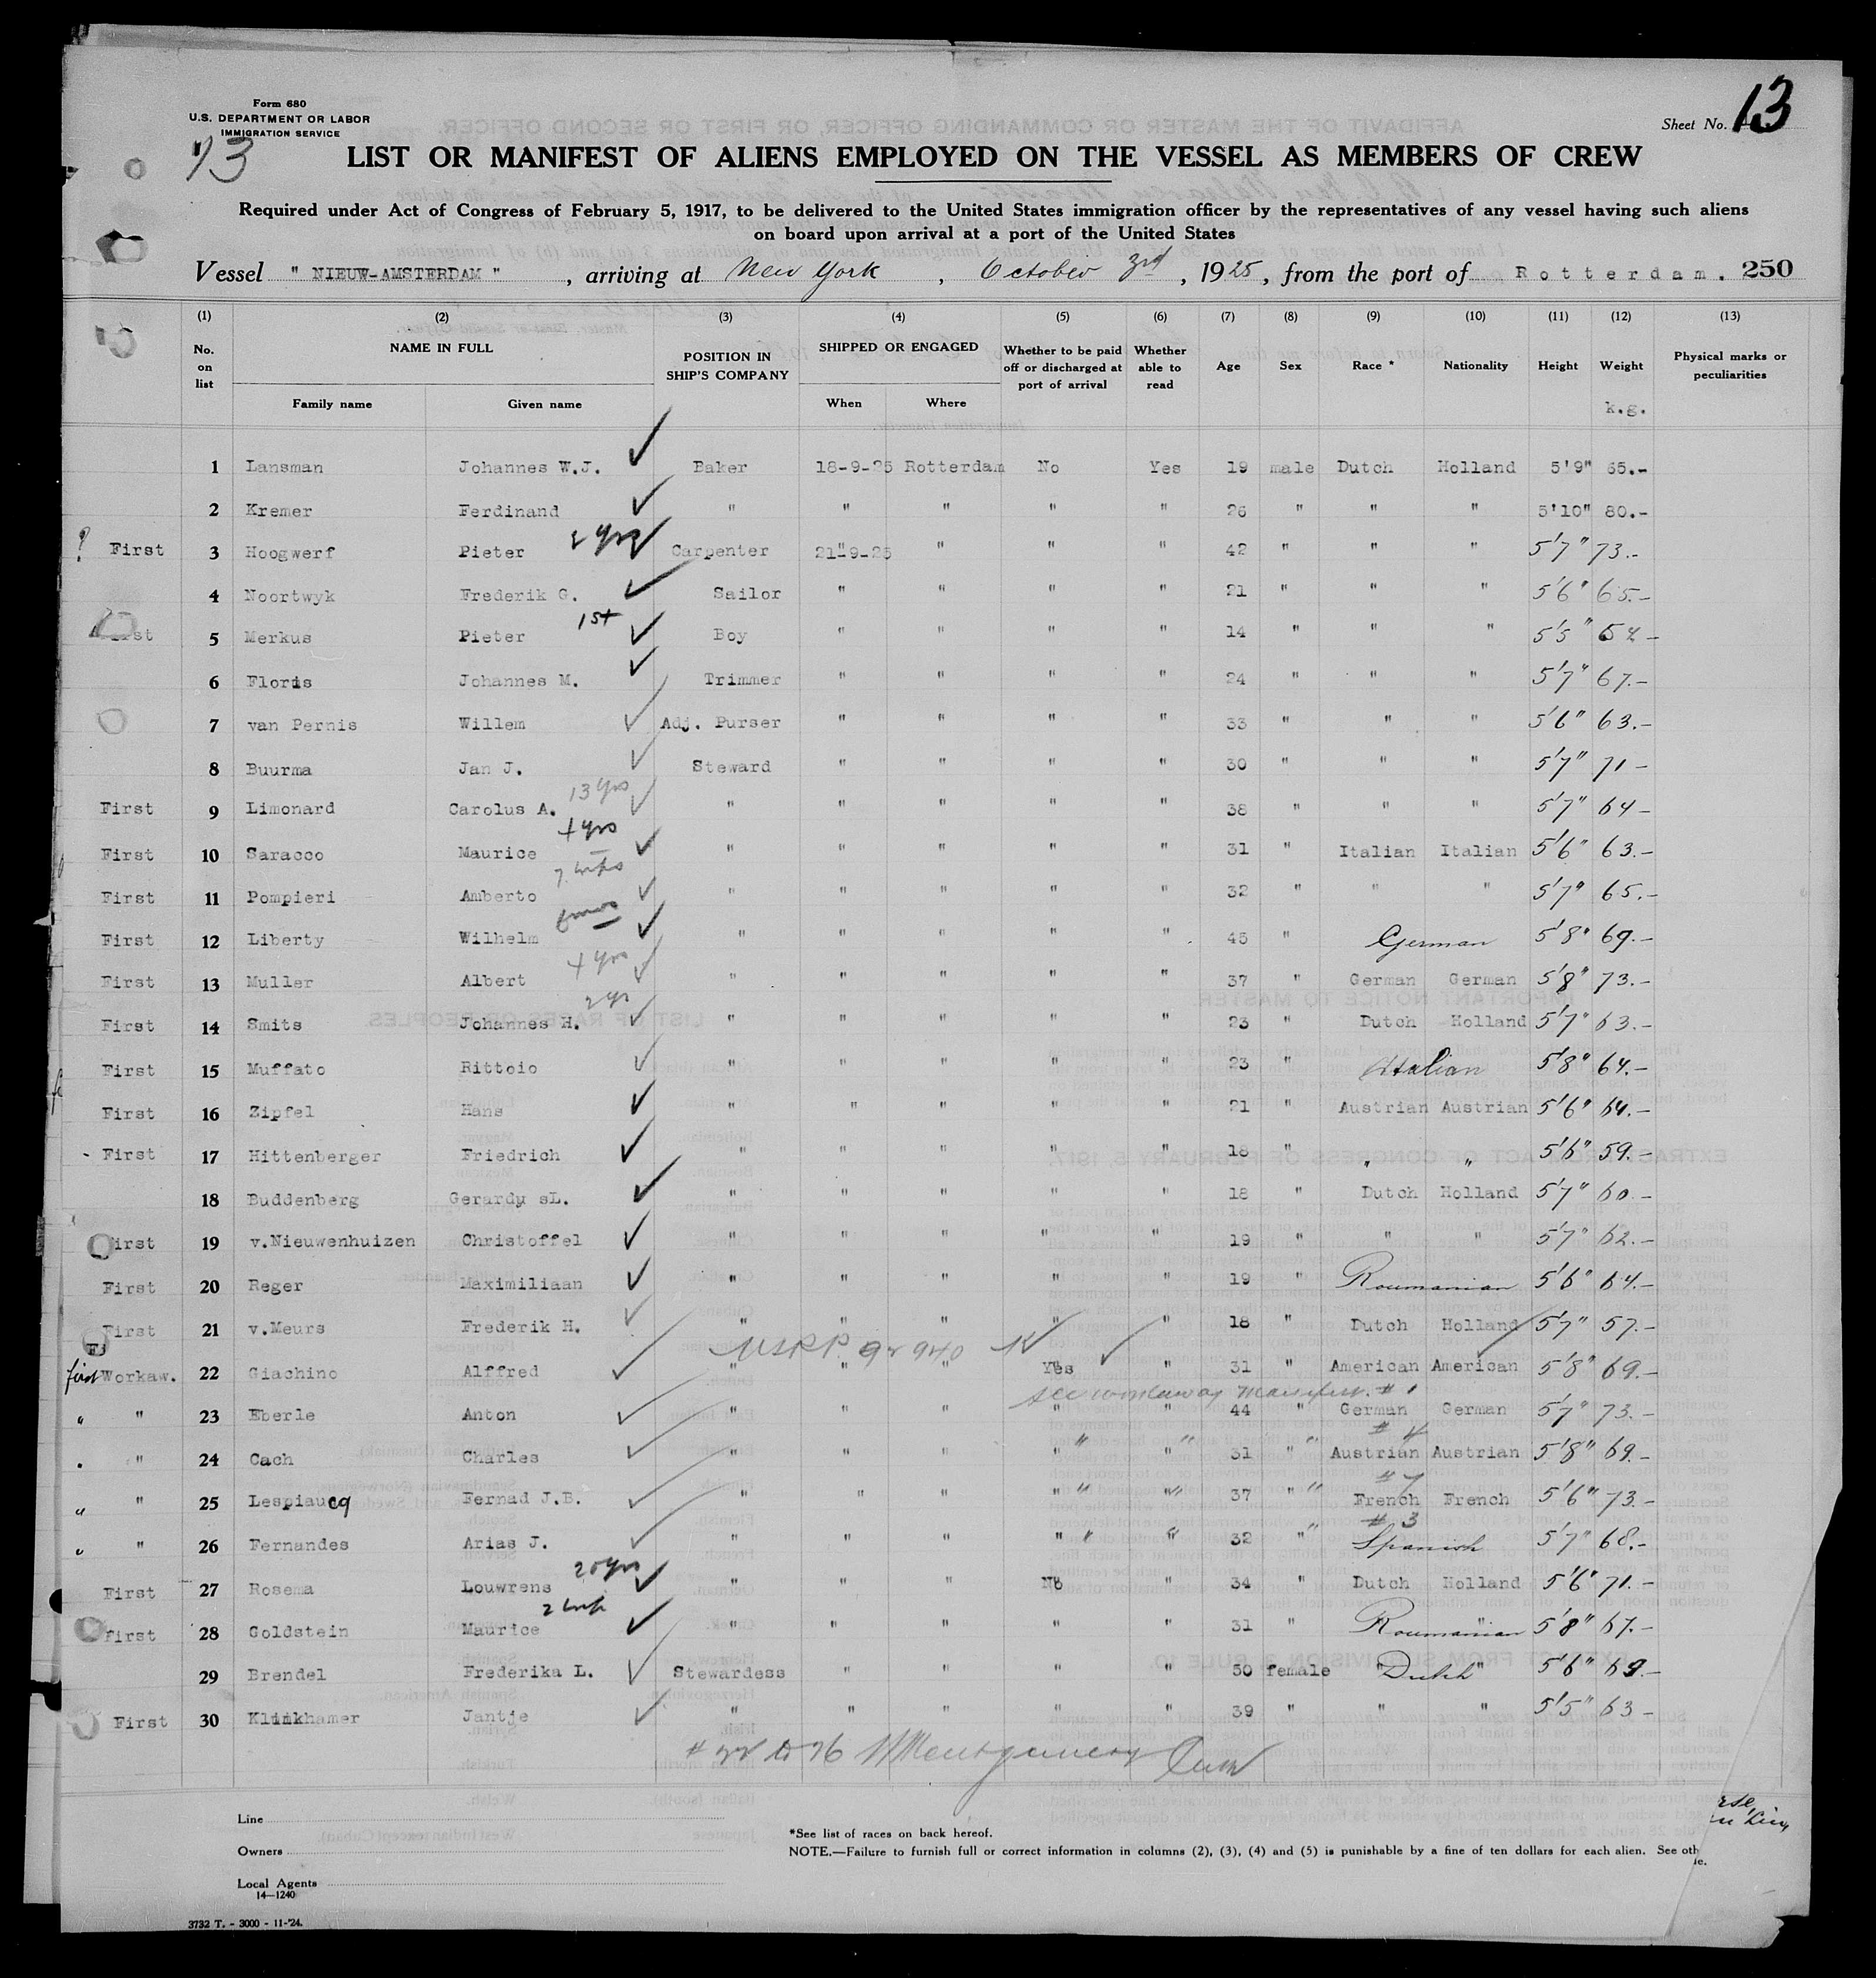 Form 680
U.S. DEPARTMENT OR LABOR
IMMIGRATION SERVICE
13
Sheet No. 13
LIST OR MANIFEST OF ALIENS EMPLOYED ON THE VESSEL AS MEMBERS OF CREW
Required under Act of Congress of February 5, 1917, to be delivered to the United States immigration officer by the representatives of any vessel having such aliens
on board upon arrival at a port of the United States
Vessel " NIEUW-AMSTERDAM " , arriving at New York , October 3rd , 1925 , from the port of Rotterdam. 250
(1) (2) (3) (4) (5) (6) (7) (8) (9) (10) (11) (12) (13)
No. on list NAME IN FULL Family name Given name POSITION IN SHIP'S COMPANY SHIPPED OR ENGAGED When Where Whether to be paid off or discharged at port of arrival Whether able to read Age Sex Race * Nationality Height Weight k.g. Physical marks or peculiarities
1 Lansman Johannes W.J. Baker 18-9-25 Rotterdam No Yes 19 male Dutch Holland 5'9" 65.-
2 Kremer Ferdinand " " " " " 26 " " " 5'10" 80.-
? First 3 Hoogwerf Pieter yrs Carpenter 21"9-25 " " " 42 " " " 5'7" 73.-
4 Noortwyk Frederik G. Sailor " " " " 21 " " " 5'6" 65.-
5 Merkus Pieter 1st Boy " " " " 14 " " " 5'5" 52-
6 Floris Johannes M. Trimmer " " " " 24 " " " 5'7" 67.-
7 van Pernis Willem Adj. Purser " " " " 33 " " " 5'6" 63.-
8 Buurma Jan J. Steward " " " " 30 " " " 5'7" 71-
First 9 Limonard Carolus A. 13 yrs " " " " " 38 " " " 5'7" 64-
First 10 Saracco Maurice 4 yrs " " " " " 31 " Italian Italian 5'6" 63.-
First 11 Pompieri Amberto " " " " " 32 " " " 5'7" 65.-
First 12 Liberty Wilhelm " " " " " 45 " German 5'8" 69.-
First 13 Muller Albert 4 yrs " " " " " 37 " German German 5'8" 73.-
First 14 Smits Johannes H. 2 yr " " " " " 23 " Dutch Holland 5'7" 63.-
First 15 Muffato Rittoio " " " " " 23 " Italian 5'8" 64.-
First 16 Zipfel Hans " " " " " 21 " Austrian Austrian 5'6" 64.-
First 17 Hittenberger Friedrich " " " " " 18 " " " 5'6" 59.-
18 Buddenberg Gerardy sL. " " " " " 18 " Dutch Holland 5'7" 60.-
First 19 v.Nieuwenhuizen Christoffel " " " " " 19 " " " 5'7" 62.-
First 20 Reger Maximiliaan " " " " " 19 " Roumanian 5'6" 64.-
First 21 v.Meurs Frederik H. " " " " " 18 " Dutch Holland 5'7" 57.-
first Workaw. 22 Giachino Alffred " " " Yes " 31 " American American 5'8" 69.-
see workaway manifest. # 1
" " 23 Eberle Anton " " " " " 44 " German German 5'7" 73.-
# 4
" 24 Cach Charles " " " " " 31 " Austrian Austrian 5'8" 69.-
# 7
" " 25 Lespiaucq Fernad J.B. " " " " " 37 " French French 5'6" 73-
# 3
" " 26 Fernandes Arias J. " " " " " 32 " Spanish 5'7" 68.-
First 27 Rosema Louwrens 20 yrs " " " No " 34 " Dutch Holland 5'6" 71.-
First 28 Goldstein Maurice " " " " " 31 " Roumanian 5'8" 67.-
29 Brendel Frederika L. Stewardess " " " " 50 female "Dutch" 5'6" 69.-
First 30 Klinkhamer Jantje " " " " " 39 " " " 5'5" 63-
# 22 to 26 Montgomery
Line
Owners
Local Agents
14—1240
*See list of races on back hereof.
NOTE.—Failure to furnish full or correct information in columns (2), (3), (4) and (5) is punishable by a fine of ten dollars for each alien. See oth
3732 T. - 3000 - 11-'24.